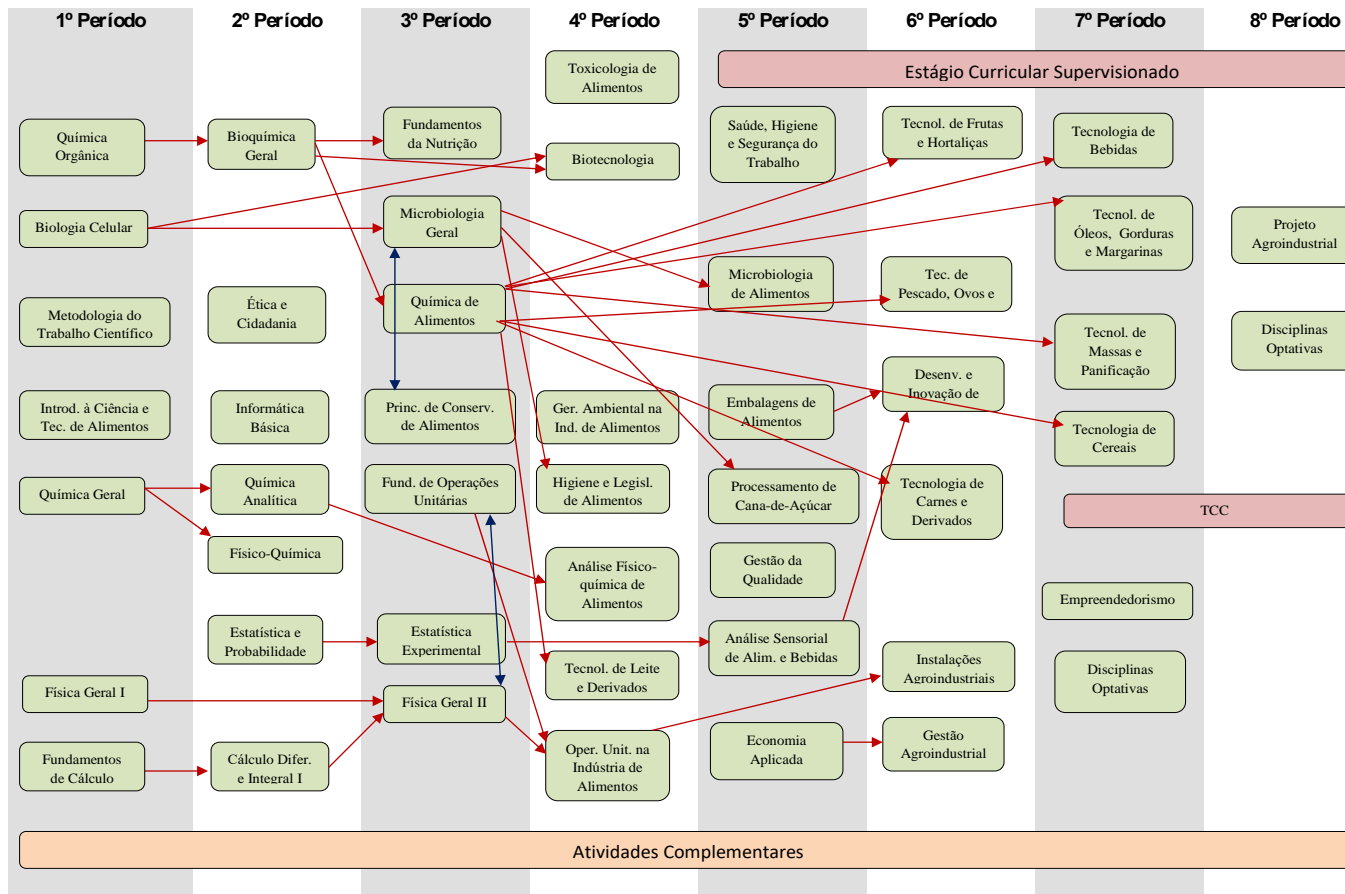 1º Período
2º Período
3º Período
4º Período
5º Período
6º Período
7º Período
8º Período
Estágio Curricular Supervisionado
Química
Orgânica
Biologia Celular
Metodologia do
Trabalho Científico
Introd. à Ciência e
Tec. de Alimentos
Química Geral
Física Geral I
Fundamentos
de Cálculo
Bioquímica
Geral
Ética e
Cidadania
Informática
Básica
Química
Analítica
Físico-Química
Estatística e
Probabilidade
Cálculo Difer.
e Integral I
Fundamentos
da Nutrição
Microbiologia
Geral
Química de
Alimentos
Princ. de Conserv.
de Alimentos
Fund. de Operações
Unitárias
Estatística
Experimental
Física Geral II
Toxicologia de
Alimentos
Biotecnologia
Ger. Ambiental na
Ind. de Alimentos
Higiene e Legisl.
de Alimentos
Análise Físico-
química de
Alimentos
Tecnol. de Leite
e Derivados
Oper. Unit. na
Indústria de
Alimentos
Saúde, Higiene
e Segurança do
Trabalho
Microbiologia
de Alimentos
Embalagens de
Alimentos
Processamento de
Cana-de-Açúcar
Gestão da
Qualidade
Análise Sensorial
de Alim. e Bebidas
Economia
Aplicada
Tecnol. de Frutas
e Hortaliças
Tec. de
Pescado, Ovos e
Desenv. e
Inovação de
Tecnologia de
Carnes e
Derivados
Instalações
Agroindustriais
Gestão
Agroindustrial
Tecnologia de
Bebidas
Tecnol. de
Óleos, Gorduras
e Margarinas
Tecnol. de
Massas e
Panificação
Tecnologia de
Cereais
TCC
Empreendedorismo
Disciplinas
Optativas
Projeto
Agroindustrial
Disciplinas
Optativas
Atividades Complementares